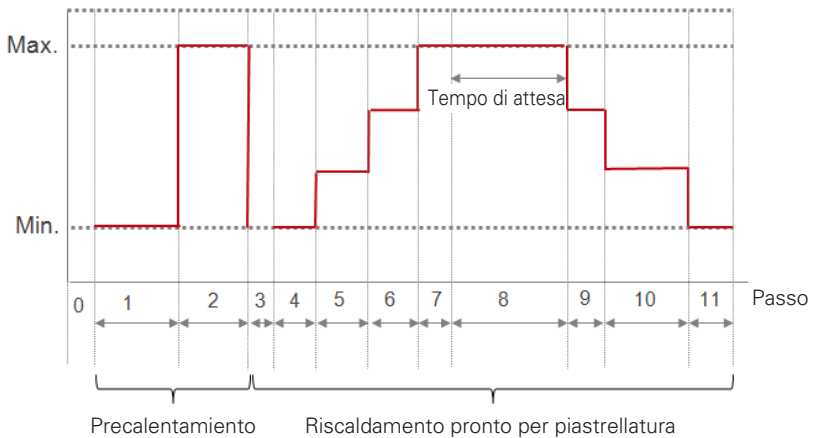 Max.
Tempo di attesa
Min.
0 1 2 3 4 5 6 7 8 9 10 11 Passo
Precalentamiento Riscaldamento pronto per piastrellatura